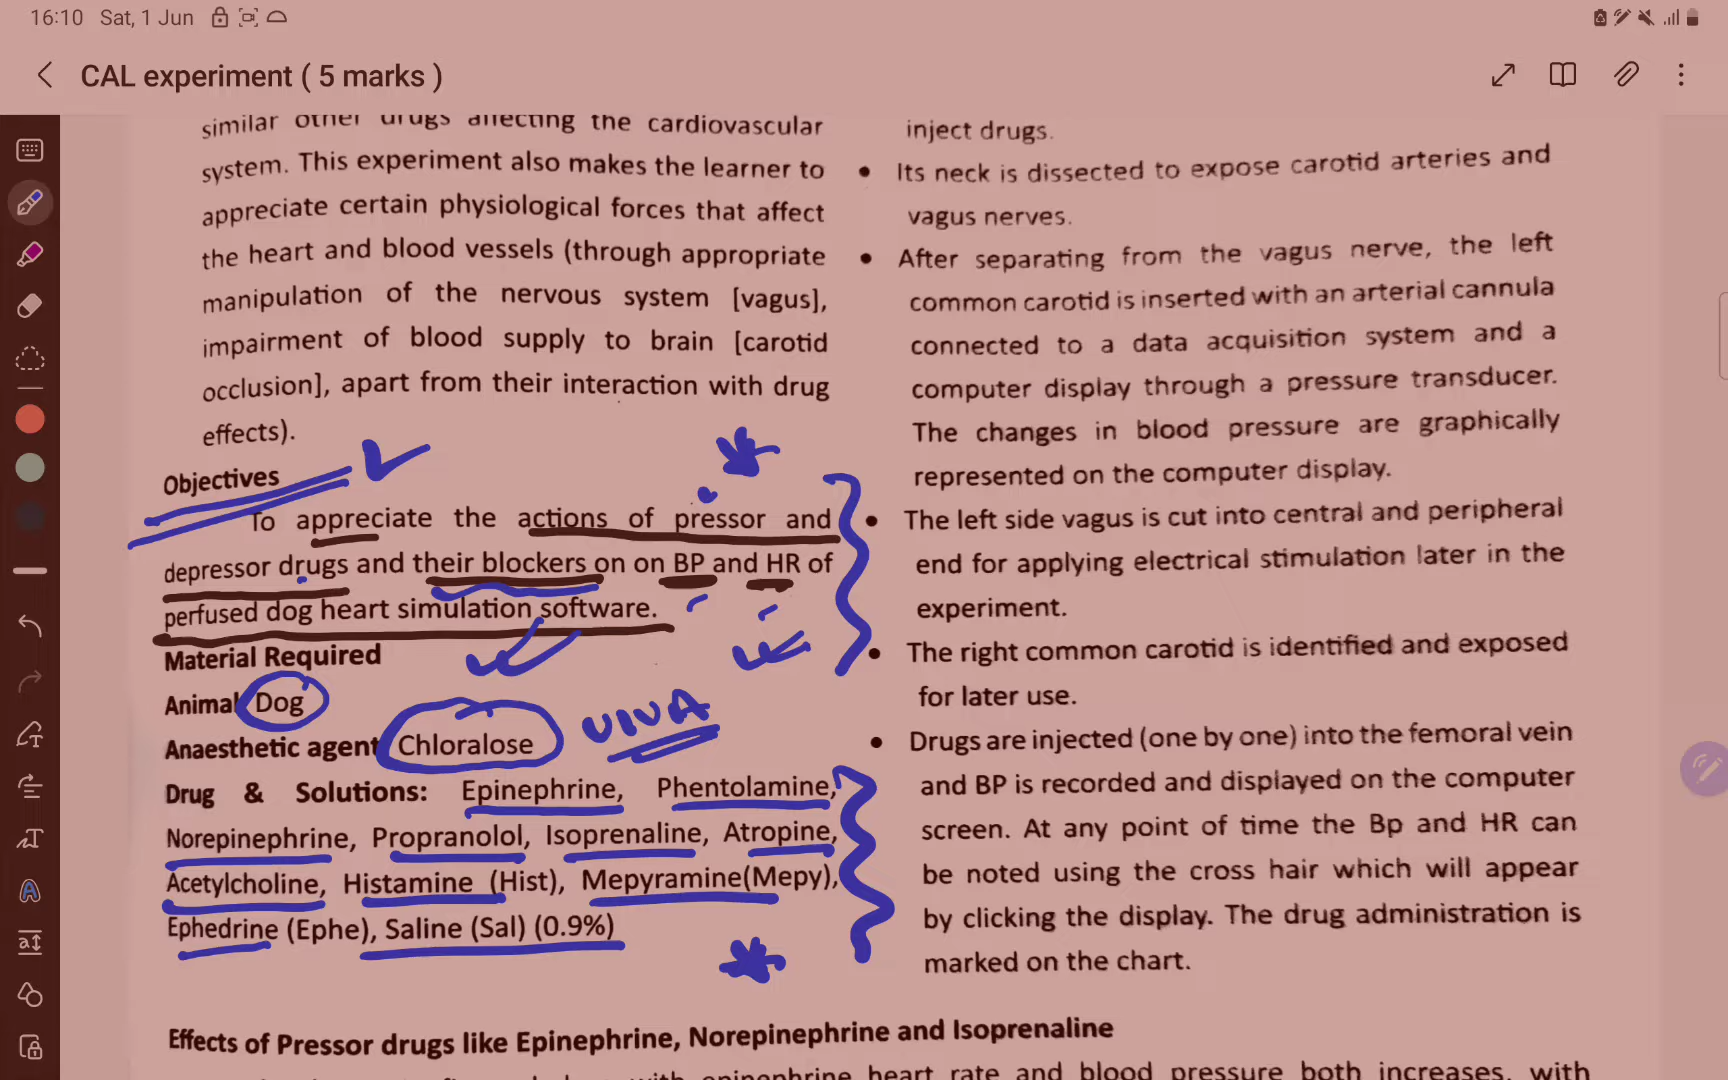 16:10 Sat, 1 Jun
CAL experiment ( 5 marks )
similar other drugs affecting the cardiovascular
system. This experiment also makes the learner to
appreciate certain physiological forces that affect
the heart and blood vessels (through appropriate
manipulation of the nervous system [vagus],
impairment of blood supply to brain [carotid
occlusion], apart from their interaction with drug
effects).
Objectives
To appreciate the actions of pressor and
depressor drugs and their blockers on on BP and HR of
perfused dog heart simulation software.
Material Required
Animal Dog
Anaesthetic agent Chloralose
VIVA
Drug & Solutions: Epinephrine, Phentolamine,
Norepinephrine, Propranolol, Isoprenaline, Atropine,
Acetylcholine, Histamine (Hist), Mepyramine(Mepy),
Ephedrine (Ephe), Saline (Sal) (0.9%)
inject drugs.
• Its neck is dissected to expose carotid arteries and
vagus nerves.
• After separating from the vagus nerve, the left
common carotid is inserted with an arterial cannula
connected to a data acquisition system and a
computer display through a pressure transducer.
The changes in blood pressure are graphically
represented on the computer display.
• The left side vagus is cut into central and peripheral
end for applying electrical stimulation later in the
experiment.
• The right common carotid is identified and exposed
for later use.
• Drugs are injected (one by one) into the femoral vein
and BP is recorded and displayed on the computer
screen. At any point of time the Bp and HR can
be noted using the cross hair which will appear
by clicking the display. The drug administration is
marked on the chart.
Effects of Pressor drugs like Epinephrine, Norepinephrine and Isoprenaline
with epinephrine heart rate and blood pressure both increases, with